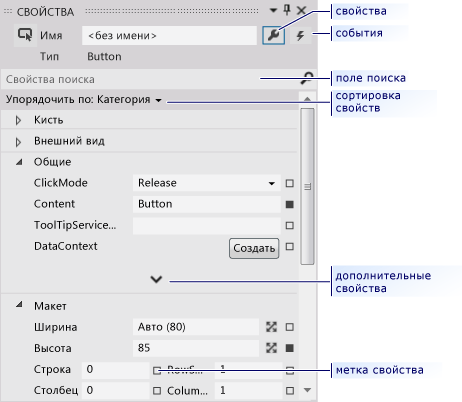 СВОЙСТВА
свойства
Имя <без имени>
события
Тип Button
Свойства поиска
поле поиска
Упорядочить по: Категория
сортировка
свойств
Кисть
Внешний вид
Общие
ClickMode Release
Content Button
ToolTipService...
DataContext Создать
дополнительные
свойства
Макет
Ширина Авто (80)
Высота 85
Строка 0 RowS... 1
метка свойства
Столбец 0 Colum... 1